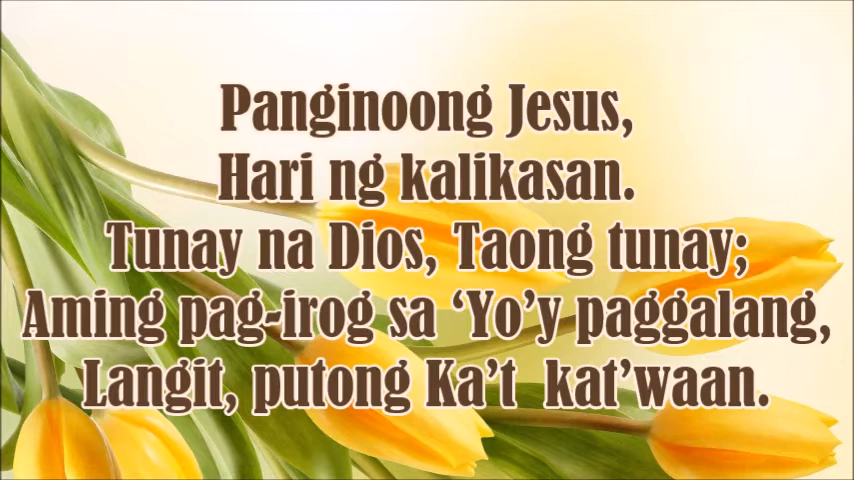 Panginoong Jesus,
Hari ng kalikasan.
Tunay na Dios, Taong tunay;
Aming pag-irog sa ‘Yo’y paggalang,
Langit, putong Ka’t kat’waan.